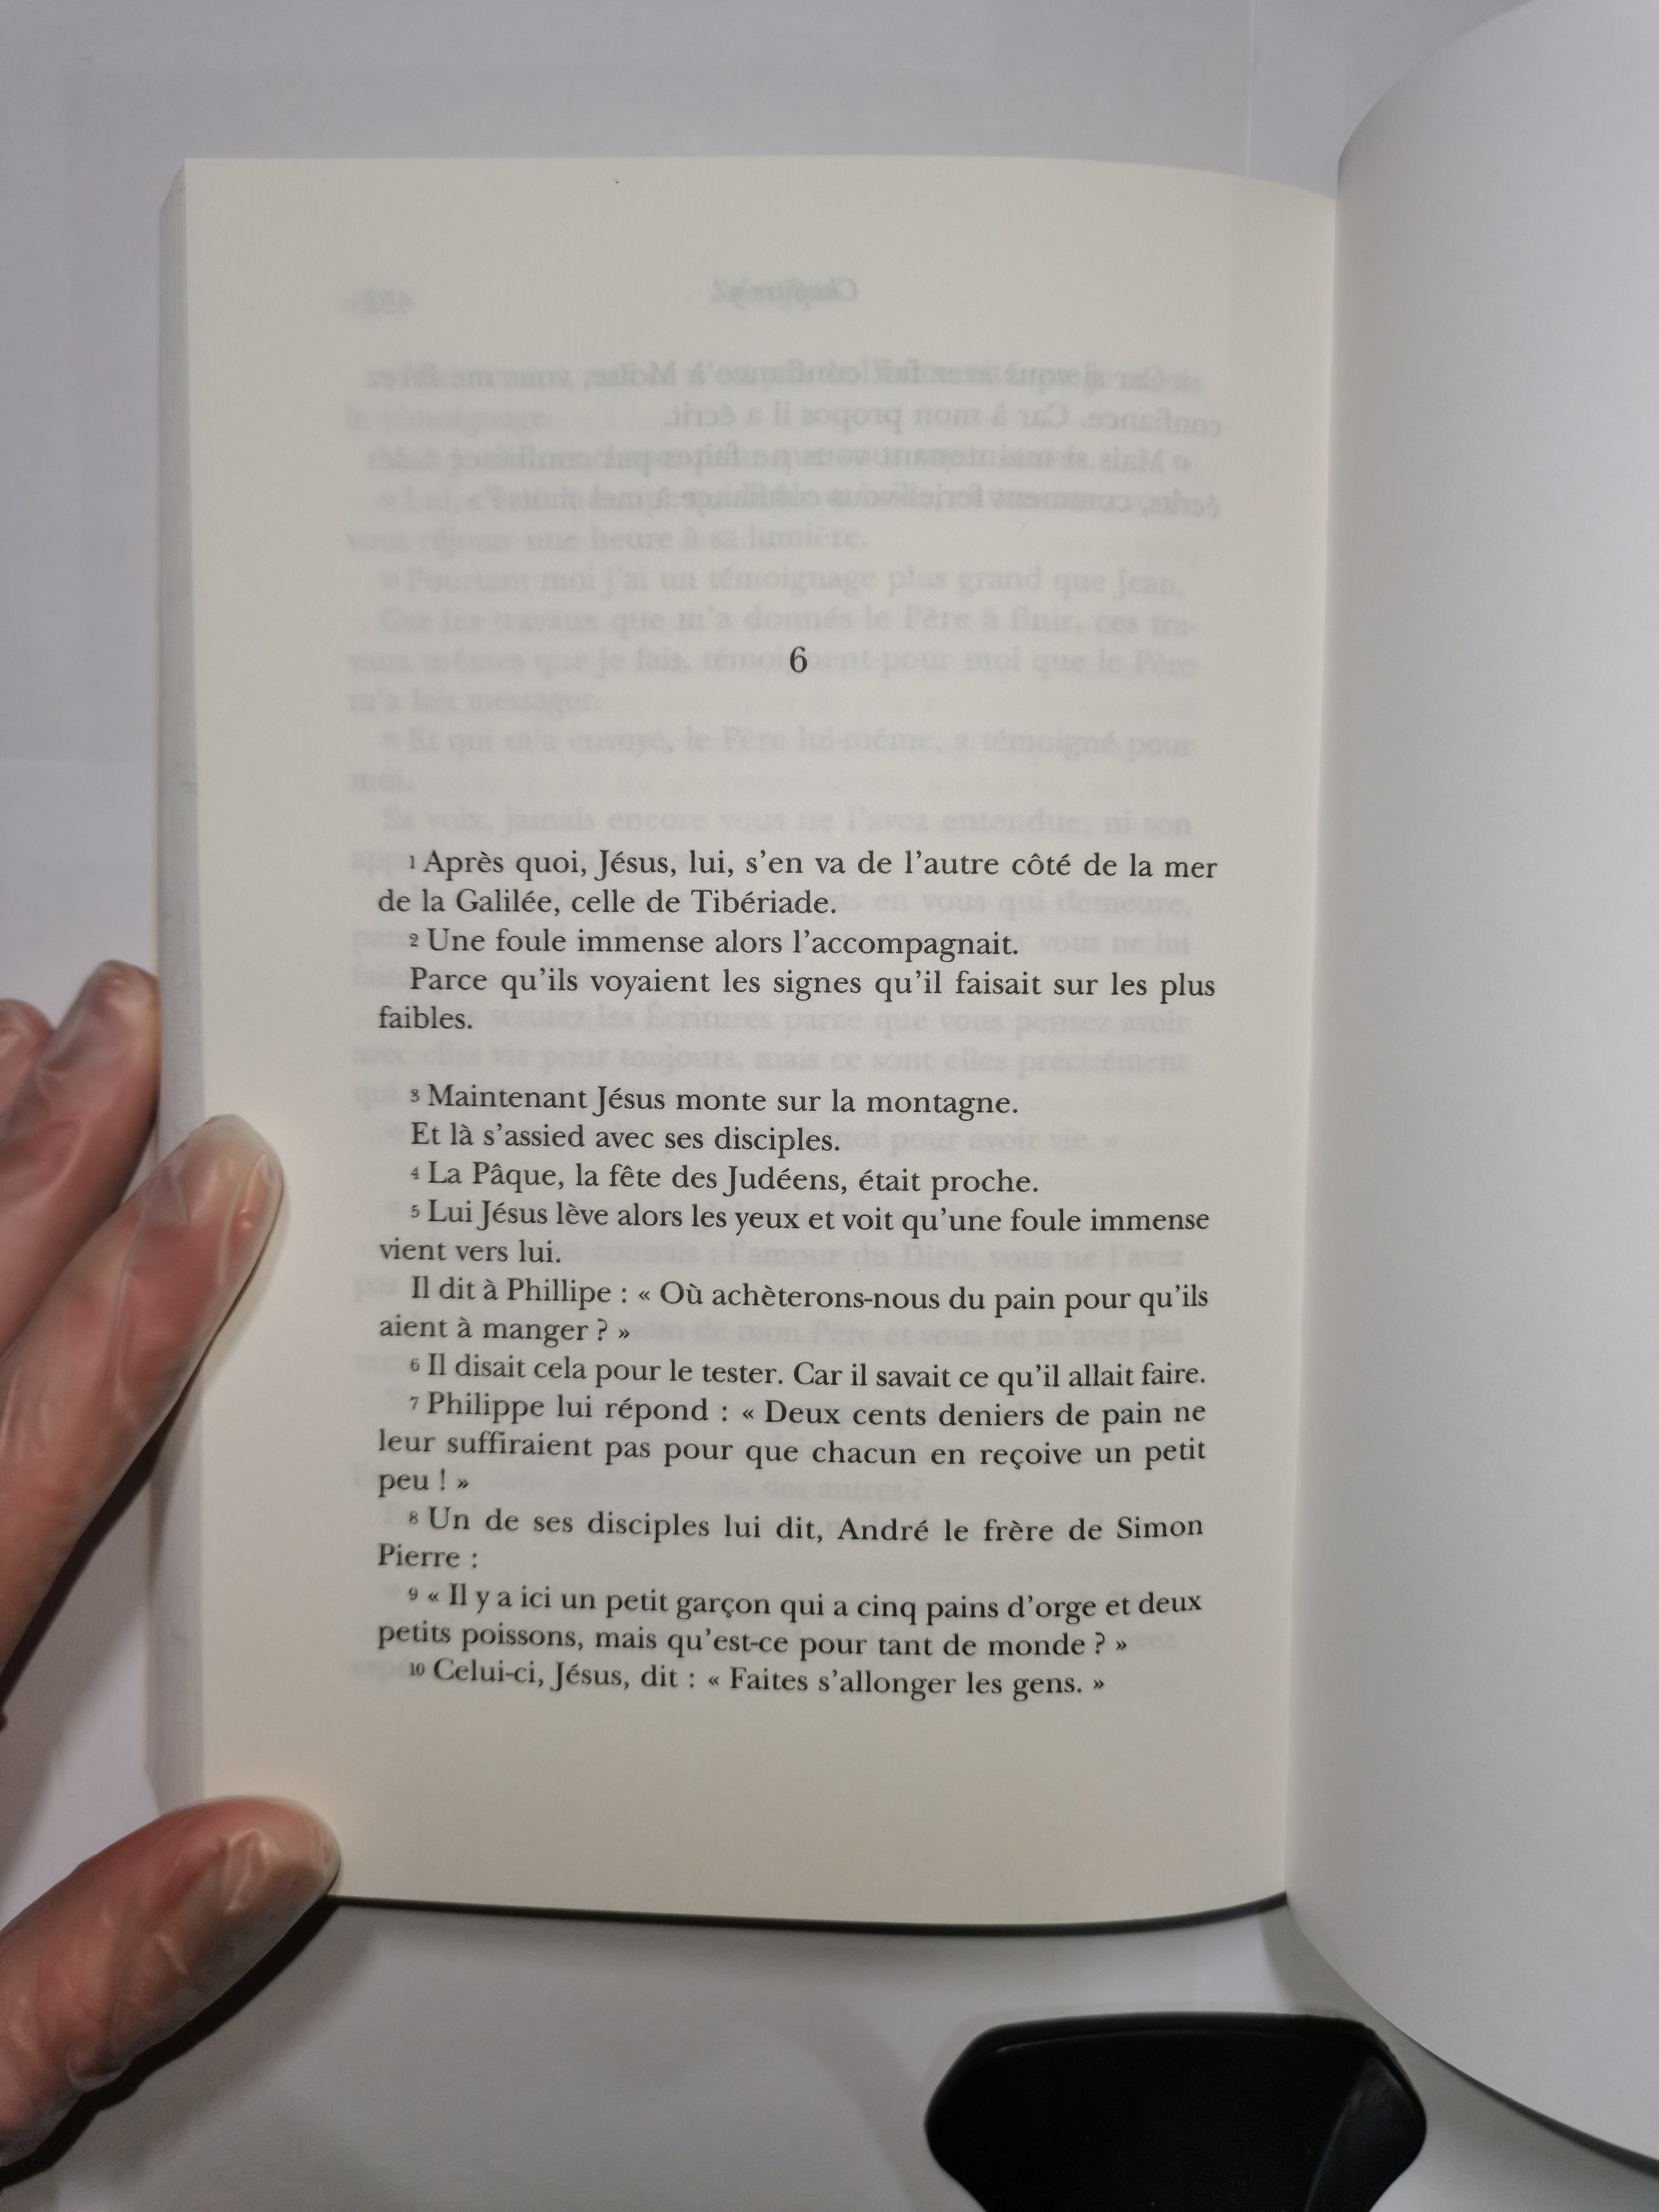 6
1 Après quoi, Jésus, lui, s'en va de l'autre côté de la mer
de la Galilée, celle de Tibériade.
2 Une foule immense alors l'accompagnait.
Parce qu'ils voyaient les signes qu'il faisait sur les plus
faibles.
3 Maintenant Jésus monte sur la montagne.
Et là s'assied avec ses disciples.
4 La Pâque, la fête des Judéens, était proche.
5 Lui Jésus lève alors les yeux et voit qu'une foule immense
vient vers lui.
Il dit à Phillipe : « Où achèterons-nous du pain pour qu'ils
aient à manger ? »
6 Il disait cela pour le tester. Car il savait ce qu'il allait faire.
7 Philippe lui répond : « Deux cents deniers de pain ne
leur suffiraient pas pour que chacun en reçoive un petit
peu ! »
8 Un de ses disciples lui dit, André le frère de Simon
Pierre :
9 « Il y a ici un petit garçon qui a cinq pains d'orge et deux
petits poissons, mais qu'est-ce pour tant de monde ? »
10 Celui-ci, Jésus, dit : « Faites s'allonger les gens. »